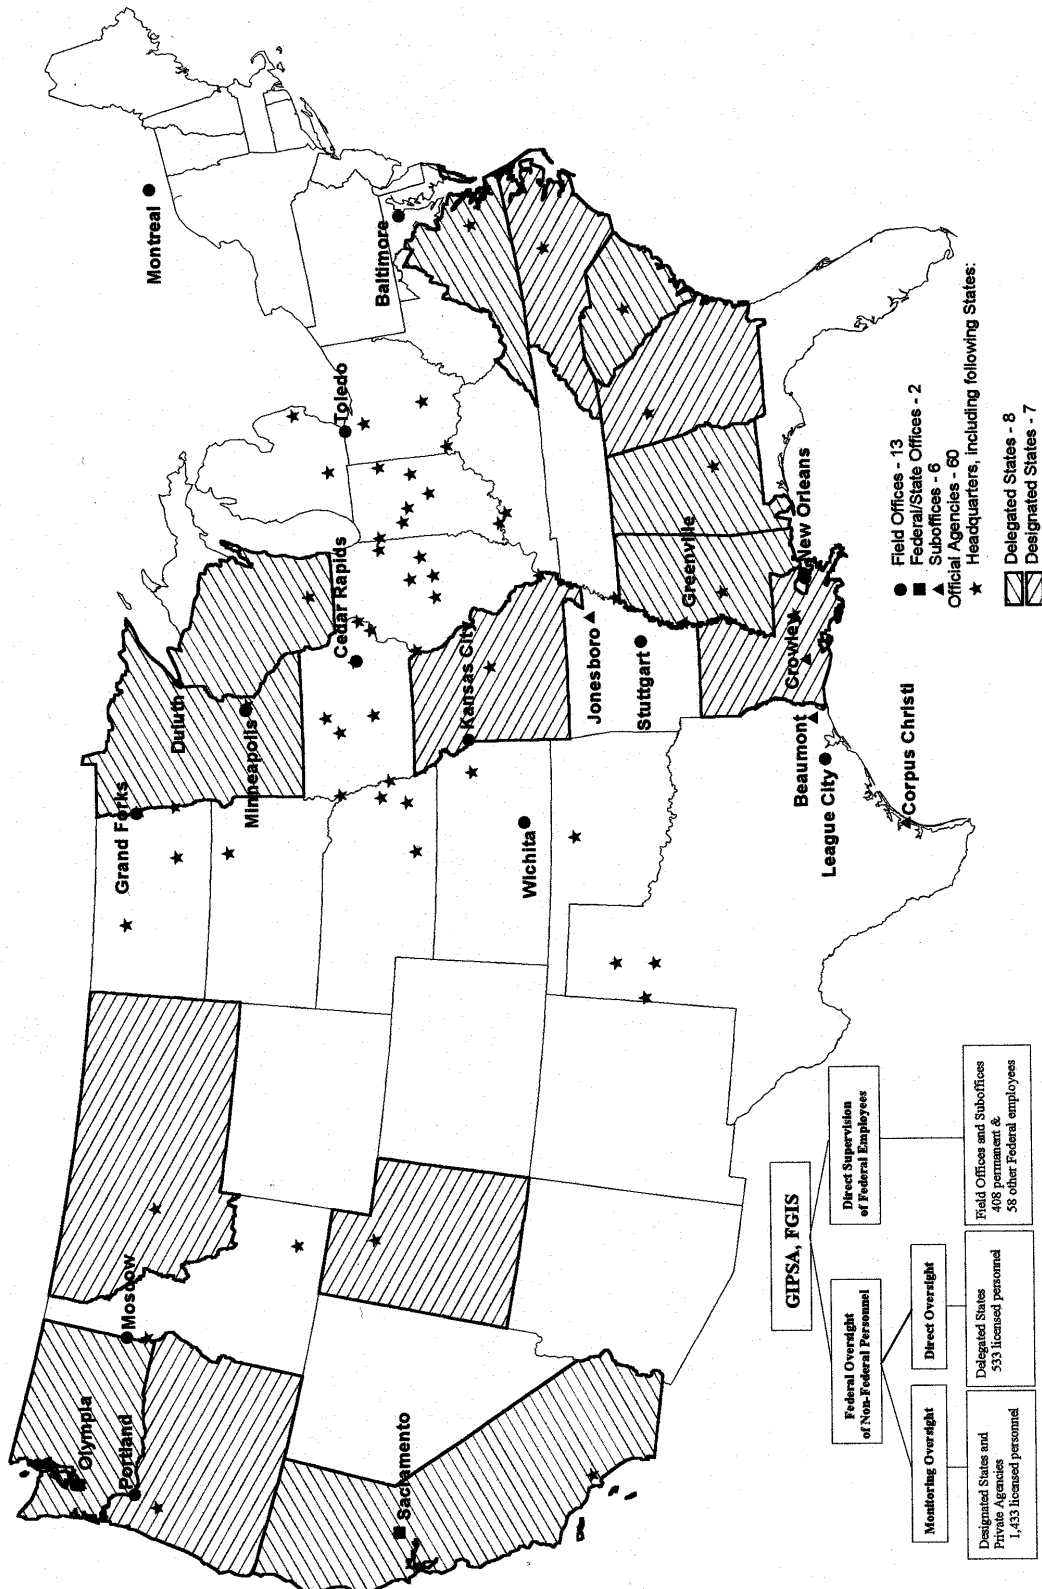 Montreal
Baltimore
Toledo
Cedar Rapids
Duluth
Minneapolis
Grand Forks
Kansas City
Wichita
Jonesboro
Stuttgart
Greenville
New Orleans
Crowley
Beaumont
League City
Corpus Christi
Moscow
Olympia
Portland
Sacramento
Field Offices - 13
Federal/State Offices - 2
Suboffices - 6
Official Agencies - 60
Headquarters, including following States:
Delegated States - 8
Designated States - 7
GIPSA, FGIS
Federal Oversight
of Non-Federal Personnel
Direct Supervision
of Federal Employees
Monitoring Oversight
Direct Oversight
Designated States and
Private Agencies
1,433 licensed personnel
Delegated States
533 licensed personnel
Field Offices and Suboffices
408 permanent &
58 other Federal employees